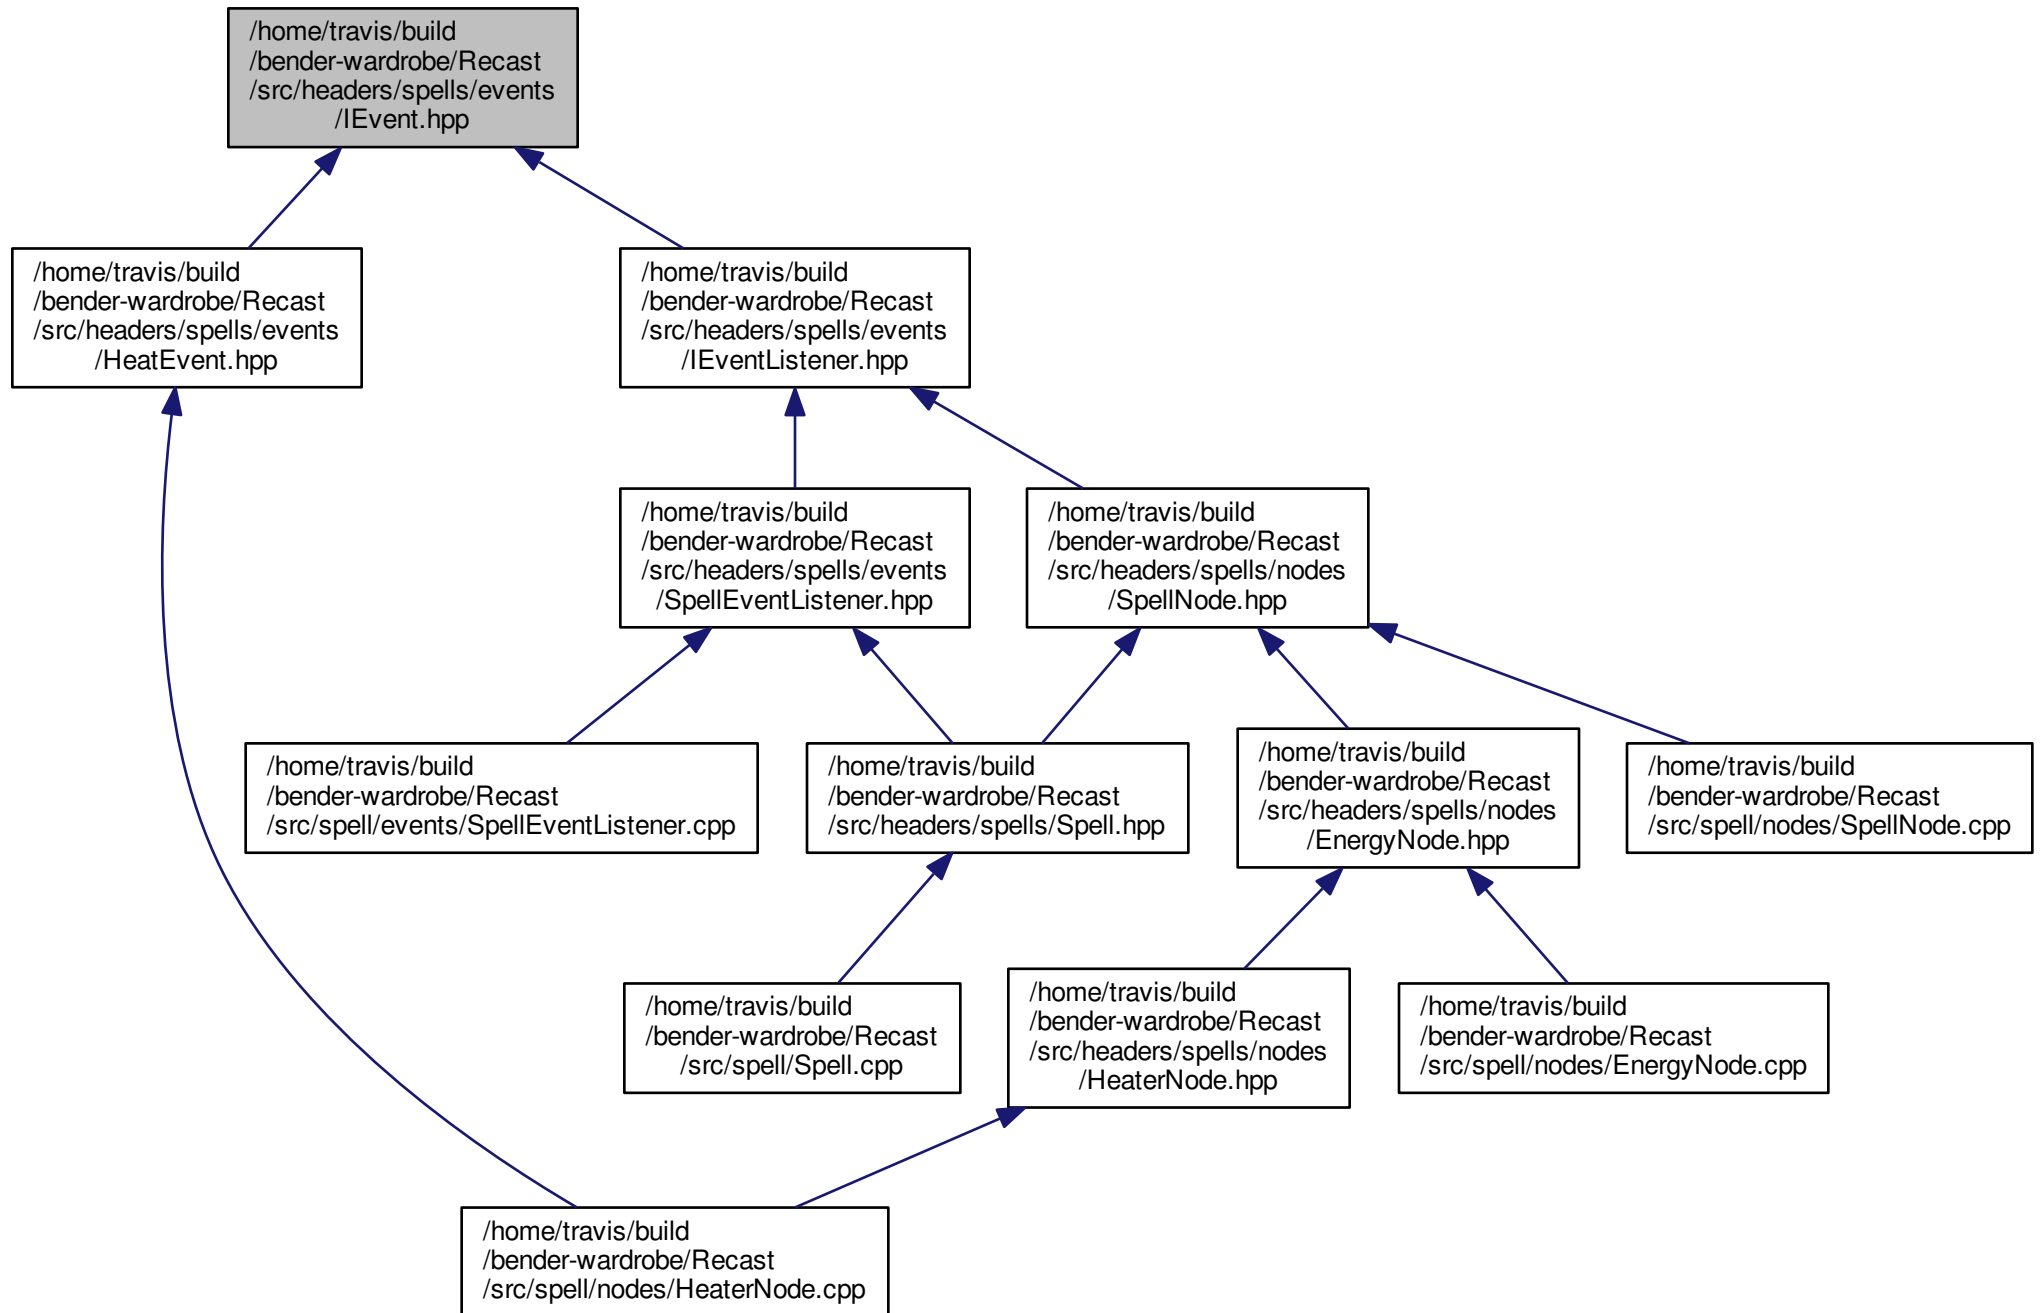 /home/travis/build
/bender-wardrobe/Recast
/src/headers/spells/events
/IEvent.hpp
/home/travis/build
/bender-wardrobe/Recast
/src/headers/spells/events
/HeatEvent.hpp
/home/travis/build
/bender-wardrobe/Recast
/src/headers/spells/events
/IEventListener.hpp
/home/travis/build
/bender-wardrobe/Recast
/src/headers/spells/events
/SpellEventListener.hpp
/home/travis/build
/bender-wardrobe/Recast
/src/headers/spells/nodes
/SpellNode.hpp
/home/travis/build
/bender-wardrobe/Recast
/src/spell/events/SpellEventListener.cpp
/home/travis/build
/bender-wardrobe/Recast
/src/headers/spells/Spell.hpp
/home/travis/build
/bender-wardrobe/Recast
/src/headers/spells/nodes
/EnergyNode.hpp
/home/travis/build
/bender-wardrobe/Recast
/src/spell/nodes/SpellNode.cpp
/home/travis/build
/bender-wardrobe/Recast
/src/spell/Spell.cpp
/home/travis/build
/bender-wardrobe/Recast
/src/headers/spells/nodes
/HeaterNode.hpp
/home/travis/build
/bender-wardrobe/Recast
/src/spell/nodes/EnergyNode.cpp
/home/travis/build
/bender-wardrobe/Recast
/src/spell/nodes/HeaterNode.cpp